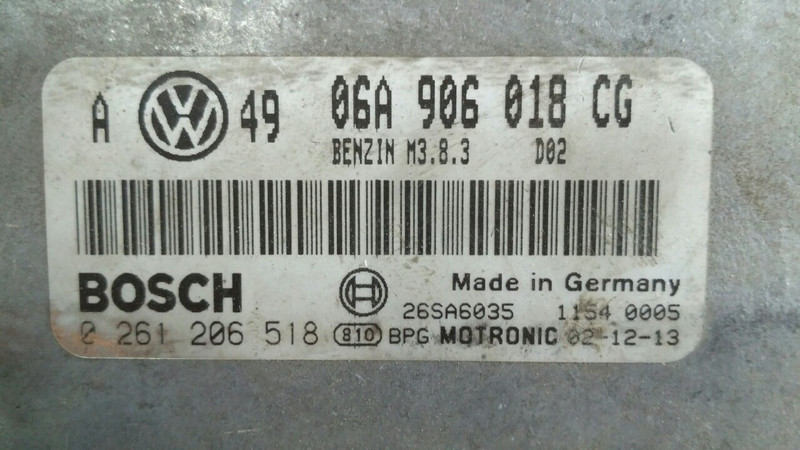 A VW 49 06A 906 018 CG
BENZIN M3.8.3 D02
BOSCH Made in Germany
26SA6035 1154 0005
0 261 206 518 810 BPG MOTRONIC 02-12-13